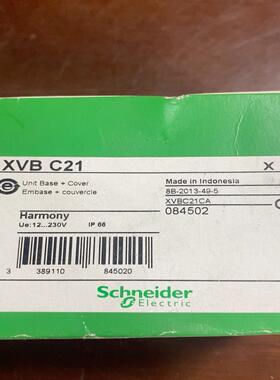 XVB C21
X
e
Unit Base + Cover
Embase + couvercle
Made in Indonesia
8B-2013-49-5
XVBC21CA
084502
Harmony
Ue:12...230V IP 66
3 389110 845020
Schneider
Electric